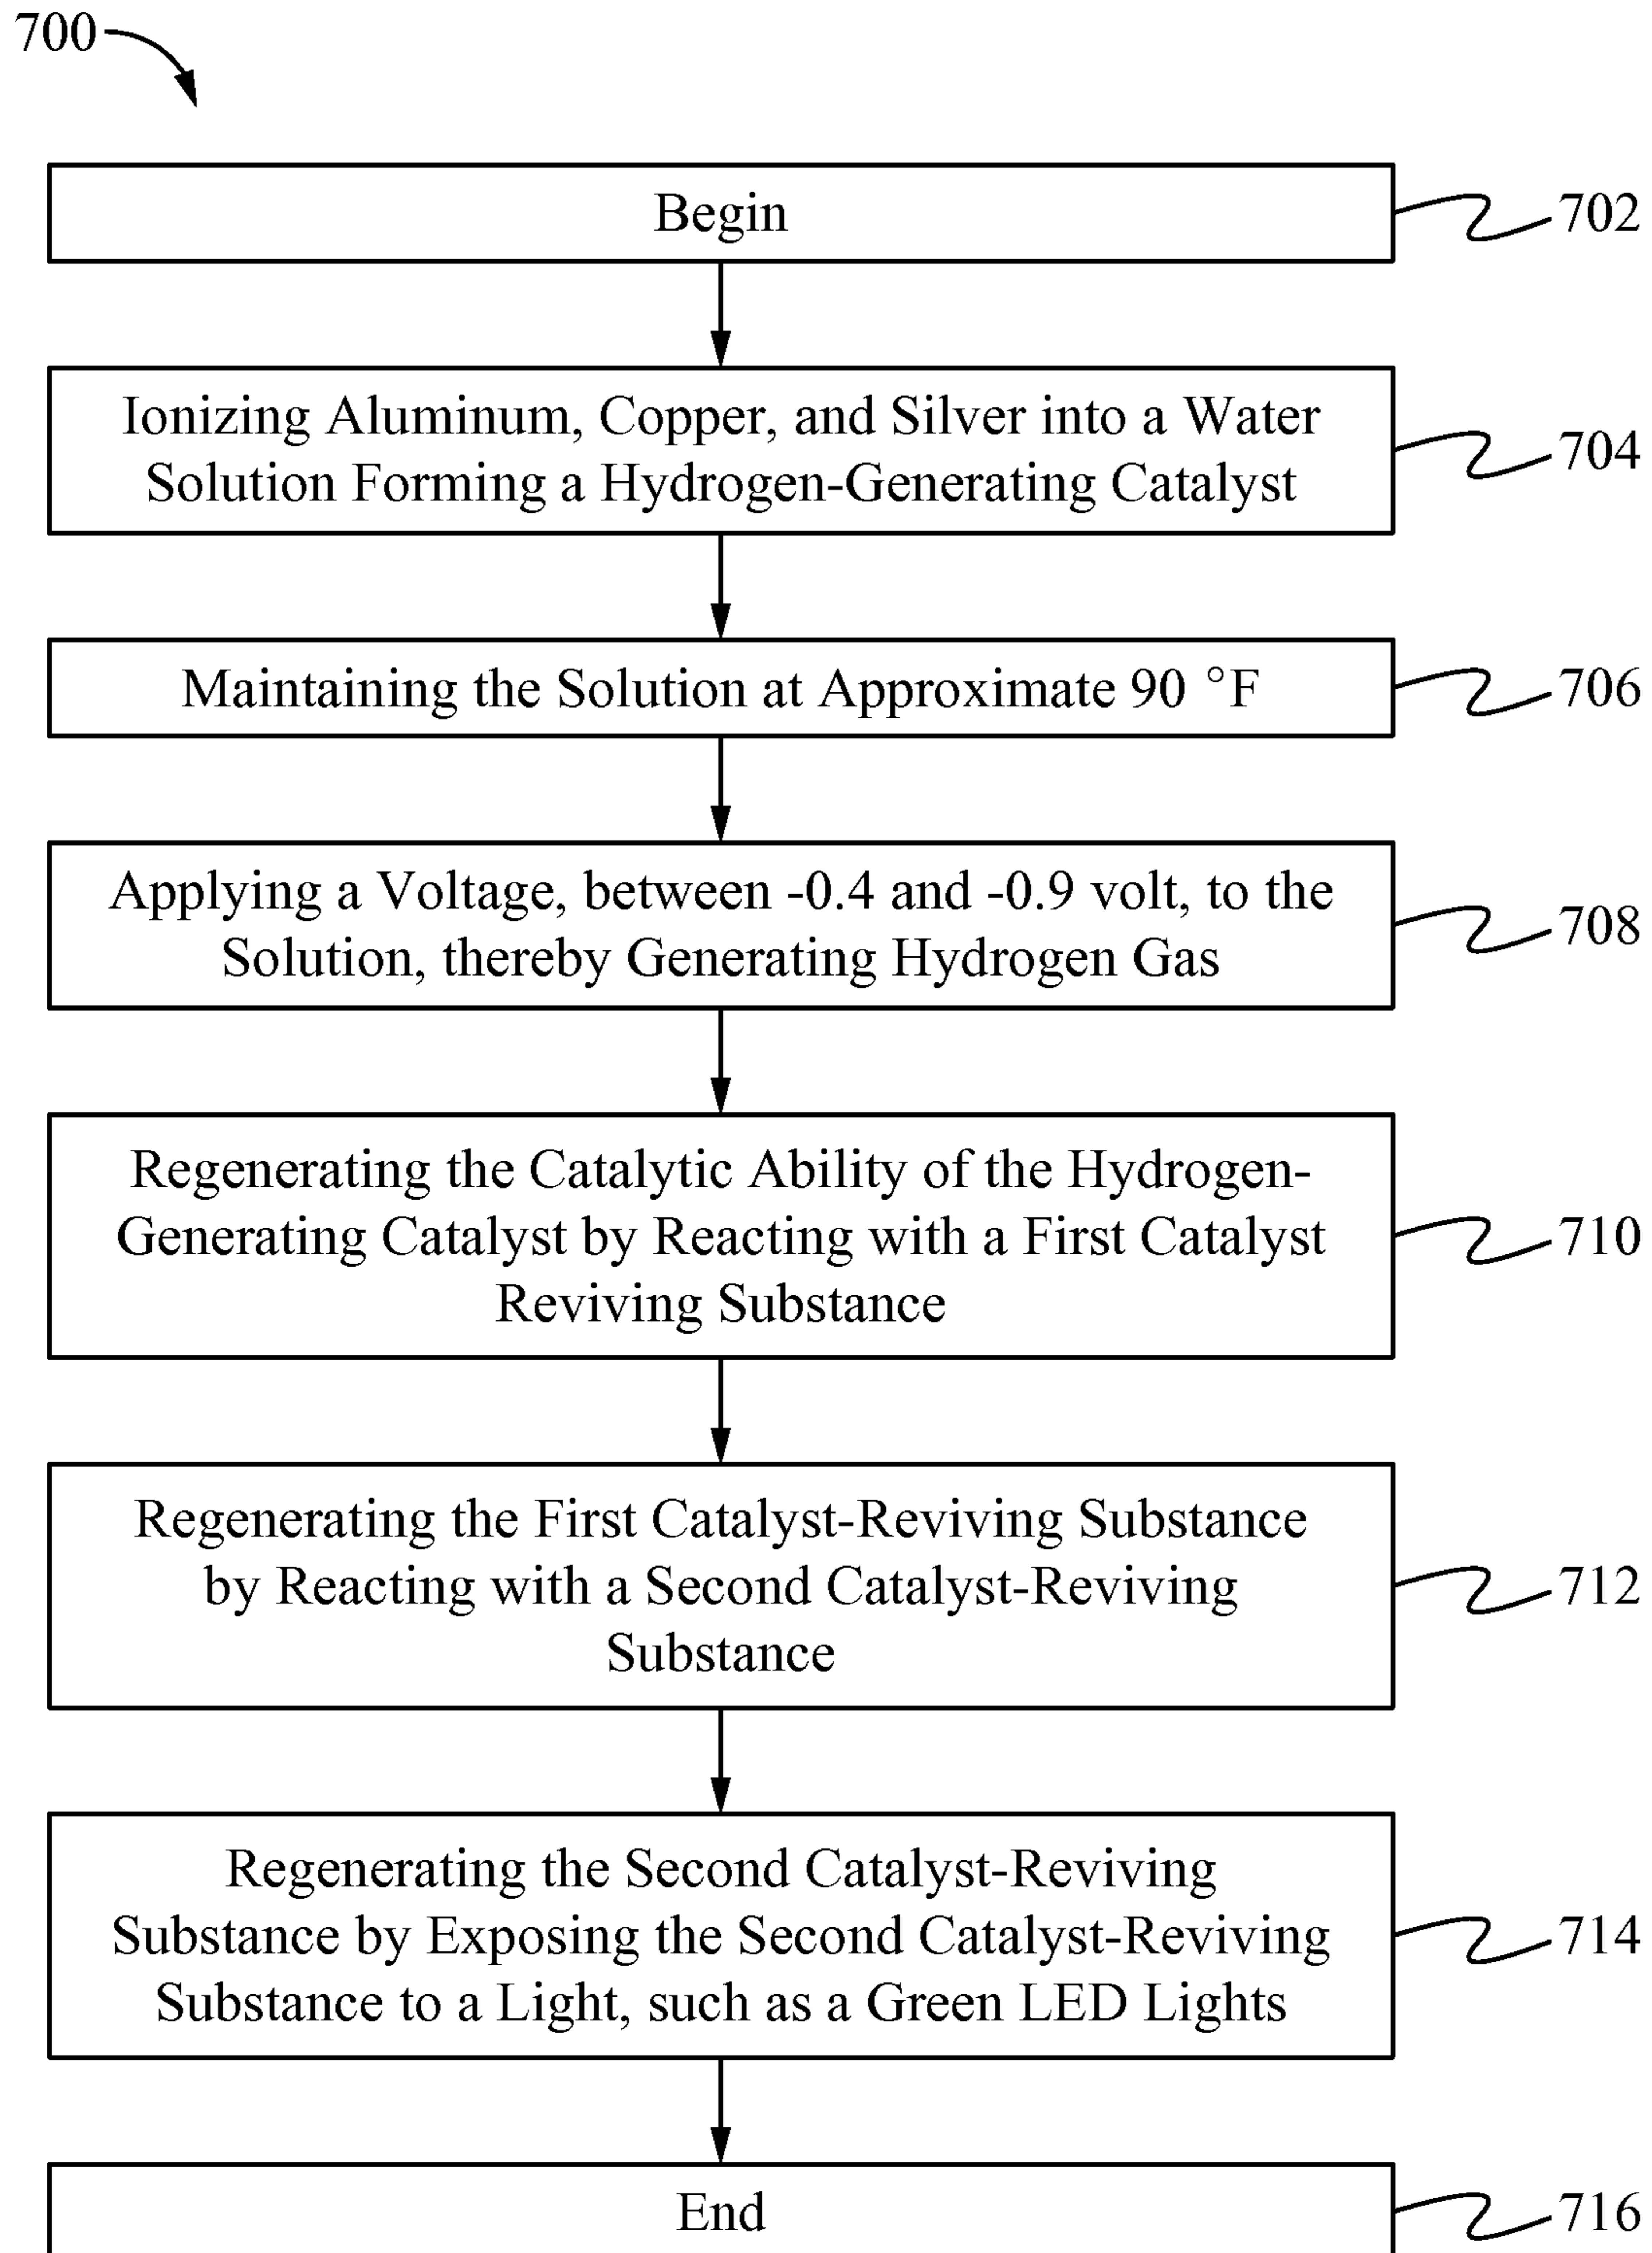 700
Begin
702
Ionizing Aluminum, Copper, and Silver into a Water
Solution Forming a Hydrogen-Generating Catalyst
704
Maintaining the Solution at Approximate 90 °F
706
Applying a Voltage, between -0.4 and -0.9 volt, to the
Solution, thereby Generating Hydrogen Gas
708
Regenerating the Catalytic Ability of the Hydrogen-
Generating Catalyst by Reacting with a First Catalyst
Reviving Substance
710
Regenerating the First Catalyst-Reviving Substance
by Reacting with a Second Catalyst-Reviving
Substance
712
Regenerating the Second Catalyst-Reviving
Substance by Exposing the Second Catalyst-Reviving
Substance to a Light, such as a Green LED Lights
714
End
716